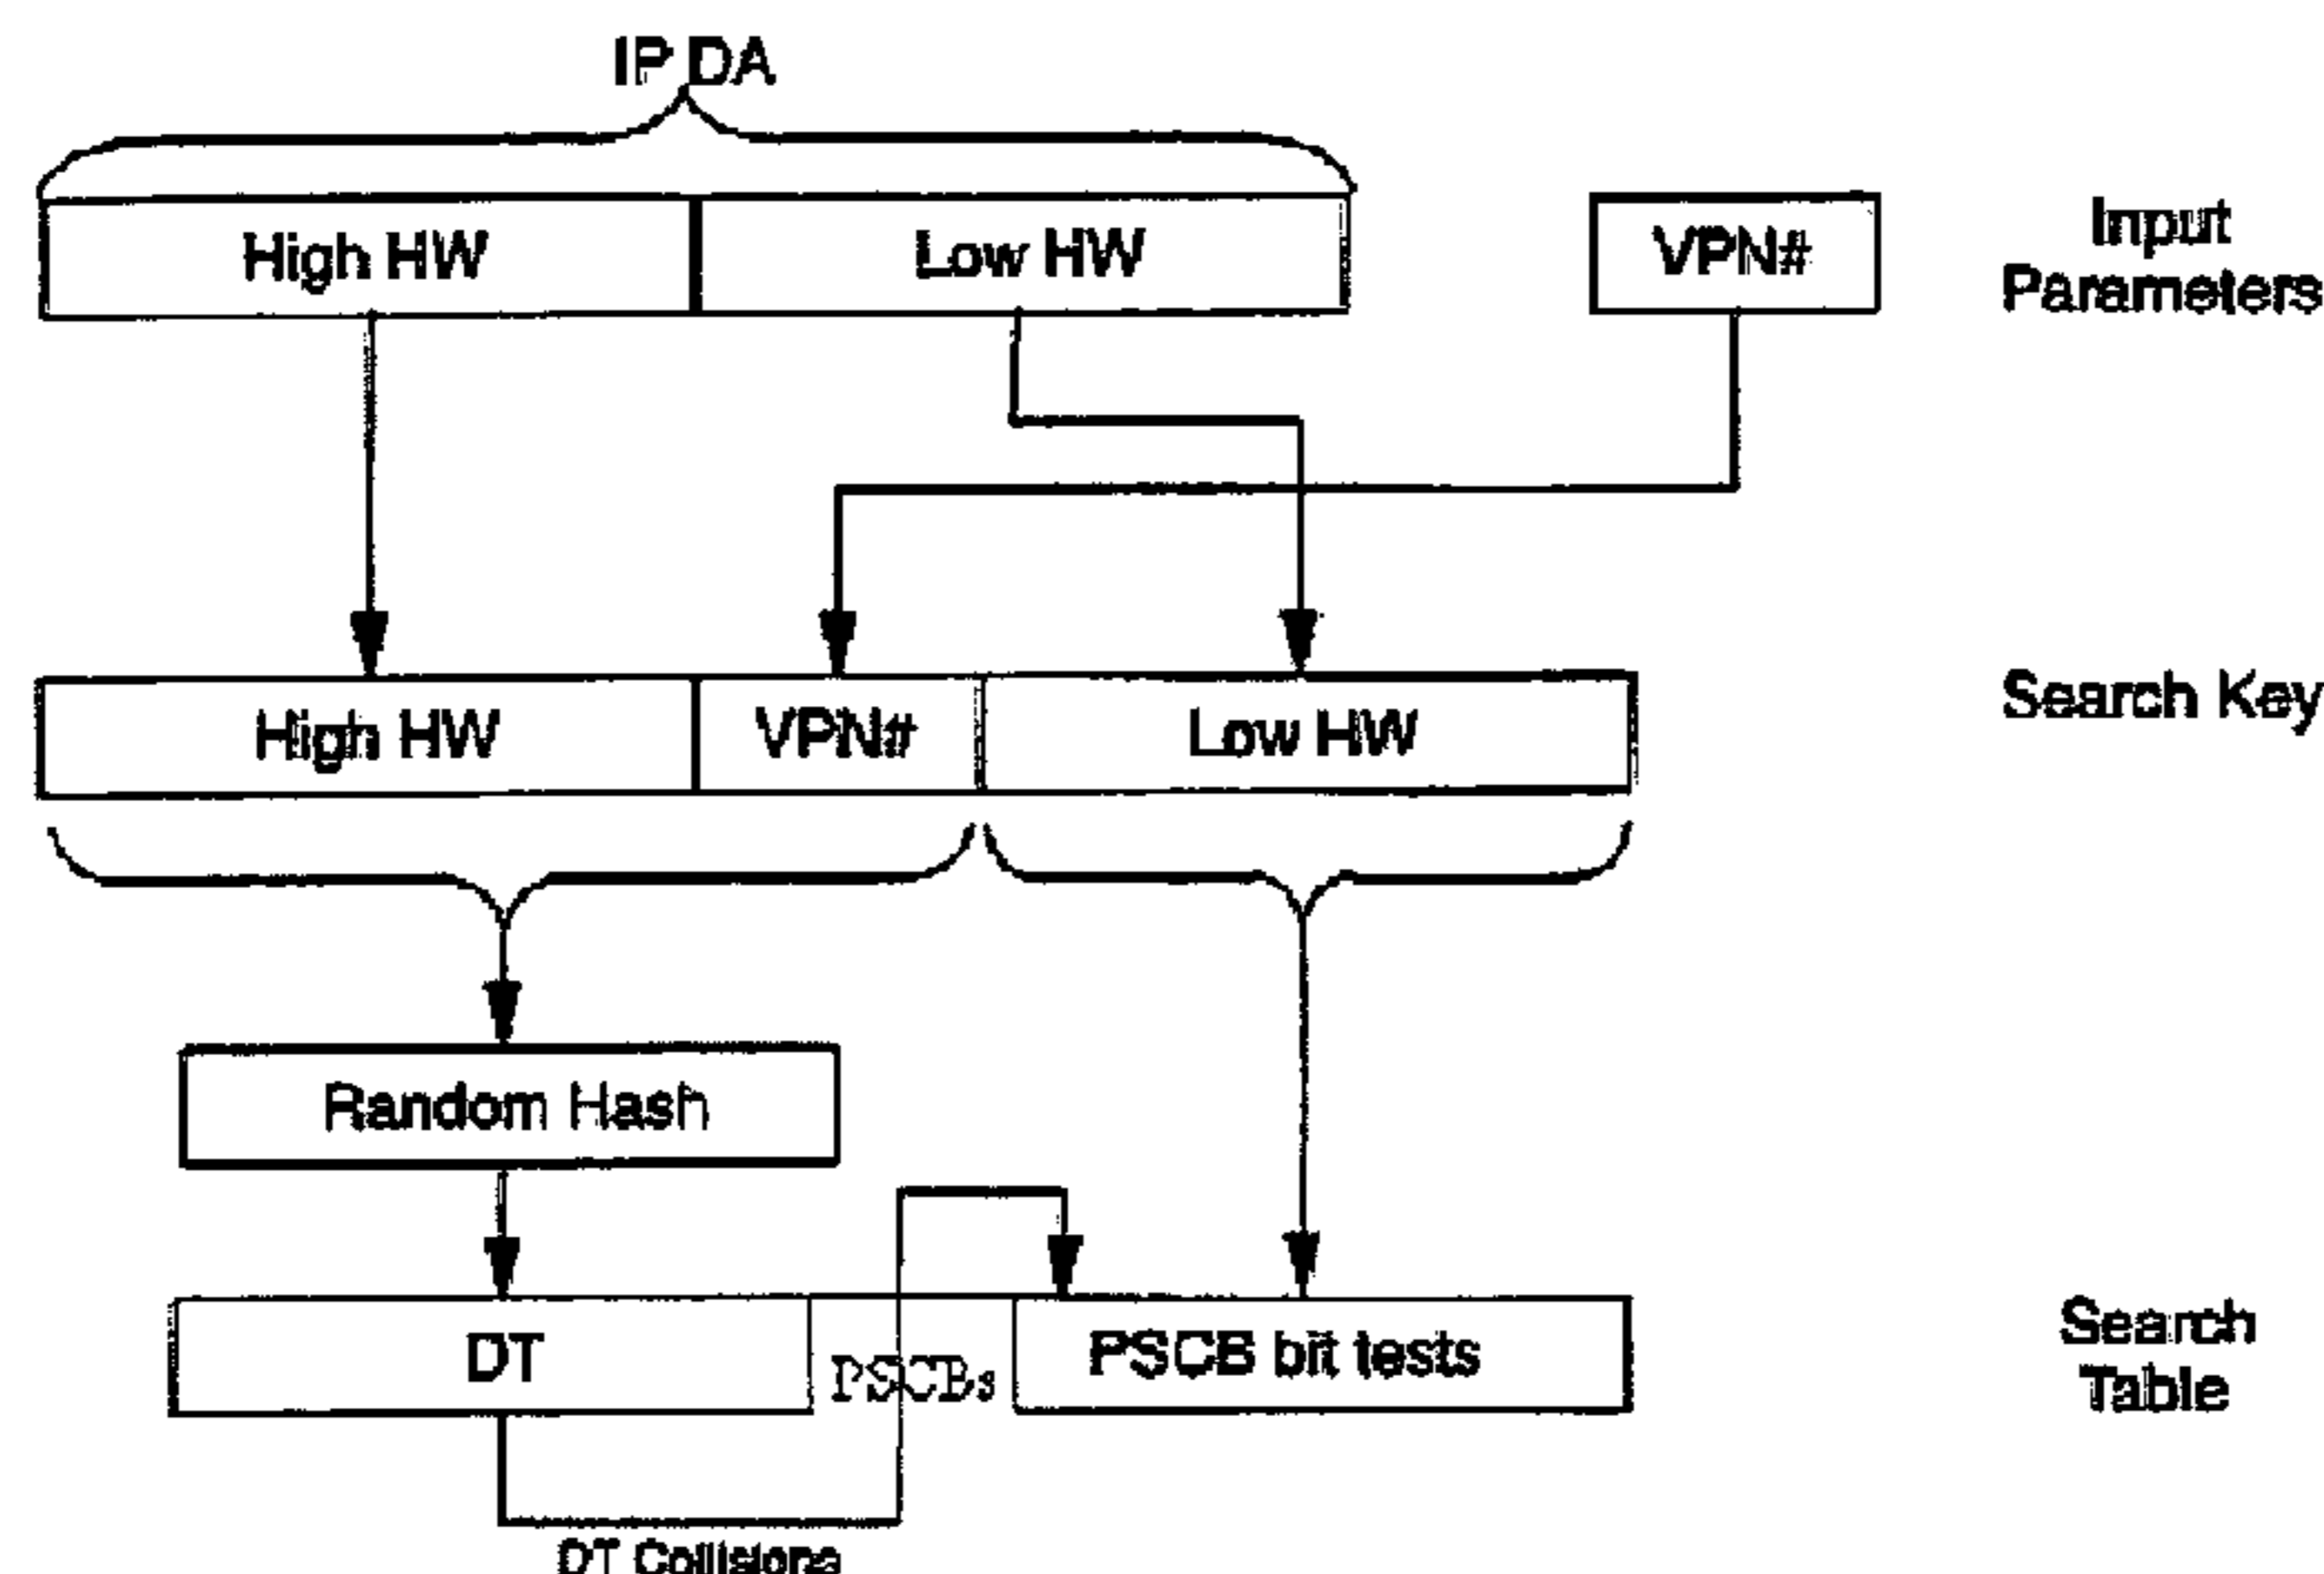 IP DA
High HW
Low HW
VPN#
Input
Parameters
High HW
VPN#
Low HW
Search Key
Random Hash
DT
PSCBs
PSCB bit tests
Search
Table
DT Collisions